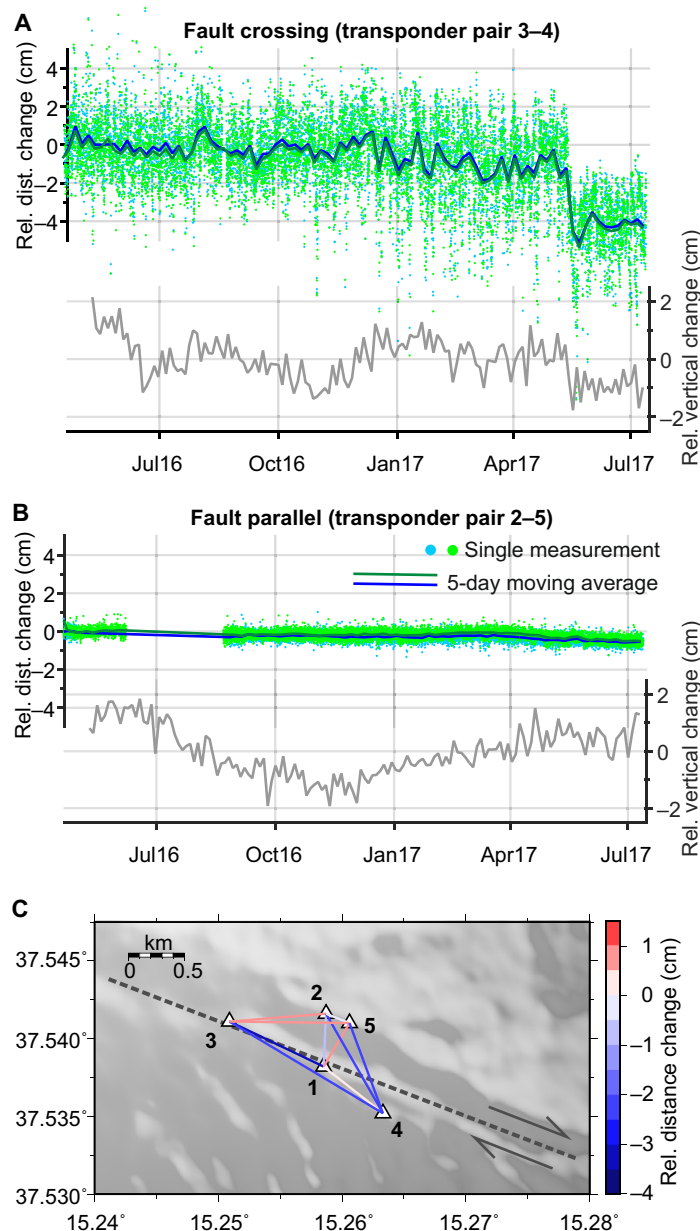 A
Fault crossing (transponder pair 3–4)
Rel. dist. change (cm)
4
2
0
–2
–4
2
0
–2
Rel. vertical change (cm)
Jul16 Oct16 Jan17 Apr17 Jul17
B
Fault parallel (transponder pair 2–5)
Single measurement
5-day moving average
Rel. dist. change (cm)
4
2
0
–2
–4
2
0
–2
Rel. vertical change (cm)
Jul16 Oct16 Jan17 Apr17 Jul17
C
km
0 0.5
37.545°
37.540°
37.535°
37.530°
2
5
3
1
4
15.24° 15.25° 15.26° 15.27° 15.28°
1
0
–1
–2
–3
–4
Rel. distance change (cm)